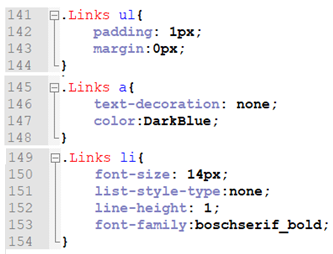 141 .Links ul{
142 padding: 1px;
143 margin:0px;
144 }
145 .Links a{
146 text-decoration: none;
147 color:DarkBlue;
148 }
149 .Links li{
150 font-size: 14px;
151 list-style-type:none;
152 line-height: 1;
153 font-family:boschserif_bold;
154 }